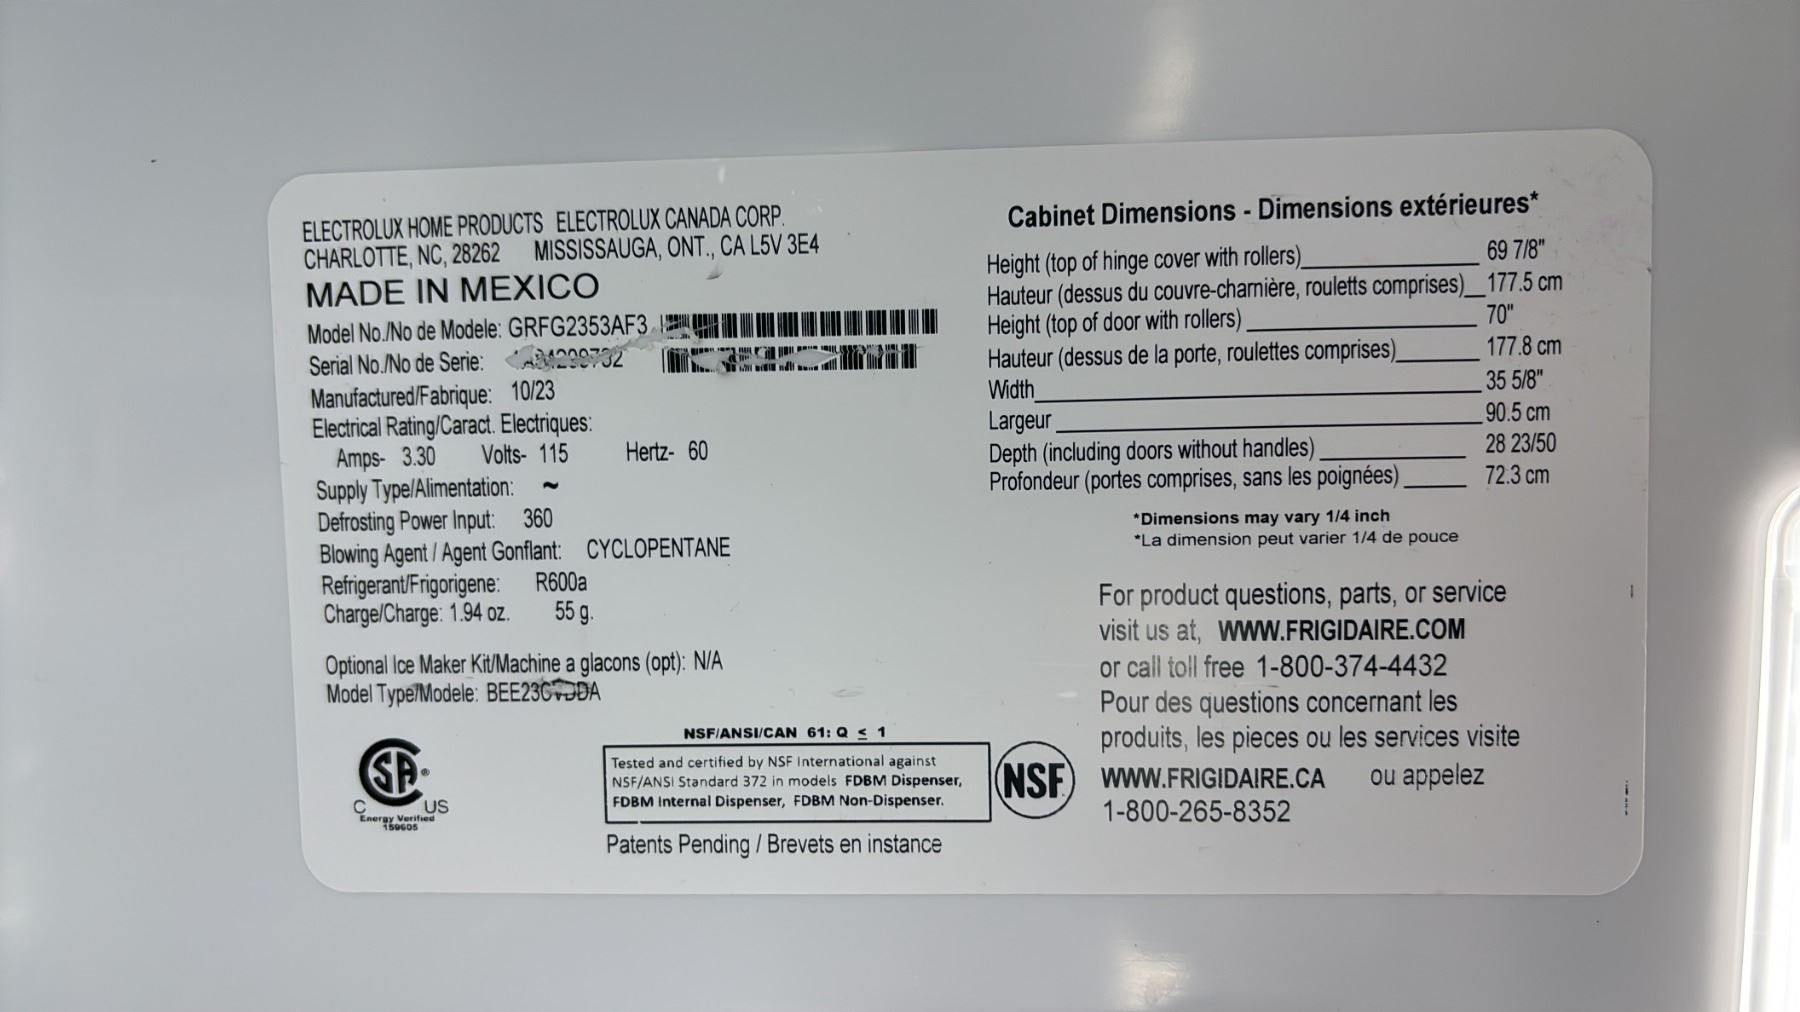 ELECTROLUX HOME PRODUCTS ELECTROLUX CANADA CORP.
CHARLOTTE, NC, 28262 MISSISSAUGA, ONT., CA L5V 3E4
MADE IN MEXICO
Model No./No de Modele: GRFG2353AF3
Serial No./No de Serie:
Manufactured/Fabrique: 10/23
Electrical Rating/Caract. Electriques:
Amps- 3.30 Volts- 115 Hertz- 60
Supply Type/Alimentation: ~
Defrosting Power Input: 360
Blowing Agent / Agent Gonflant: CYCLOPENTANE
Refrigerant/Frigorigene: R600a
Charge/Charge: 1.94 oz. 55 g.
Optional Ice Maker Kit/Machine a glacons (opt): N/A
Model Type/Modele:
SA ®
C US
Energy Verified
159605
NSF/ANSI/CAN 61: Q ≤ 1
Tested and certified by NSF International against
NSF/ANSI Standard 372 in models FDBM Dispenser,
FDBM Internal Dispenser, FDBM Non-Dispenser.
NSF
Patents Pending / Brevets en instance
Cabinet Dimensions - Dimensions extérieures*
Height (top of hinge cover with rollers) 69 7/8"
Hauteur (dessus du couvre-charnière, rouletts comprises) 177.5 cm
Height (top of door with rollers) 70"
Hauteur (dessus de la porte, roulettes comprises) 177.8 cm
Width 35 5/8"
Largeur 90.5 cm
Depth (including doors without handles) 28 23/50
Profondeur (portes comprises, sans les poignées) 72.3 cm
*Dimensions may vary 1/4 inch
*La dimension peut varier 1/4 de pouce
For product questions, parts, or service
visit us at, WWW.FRIGIDAIRE.COM
or call toll free 1-800-374-4432
Pour des questions concernant les
produits, les pieces ou les services visite
WWW.FRIGIDAIRE.CA ou appelez
1-800-265-8352